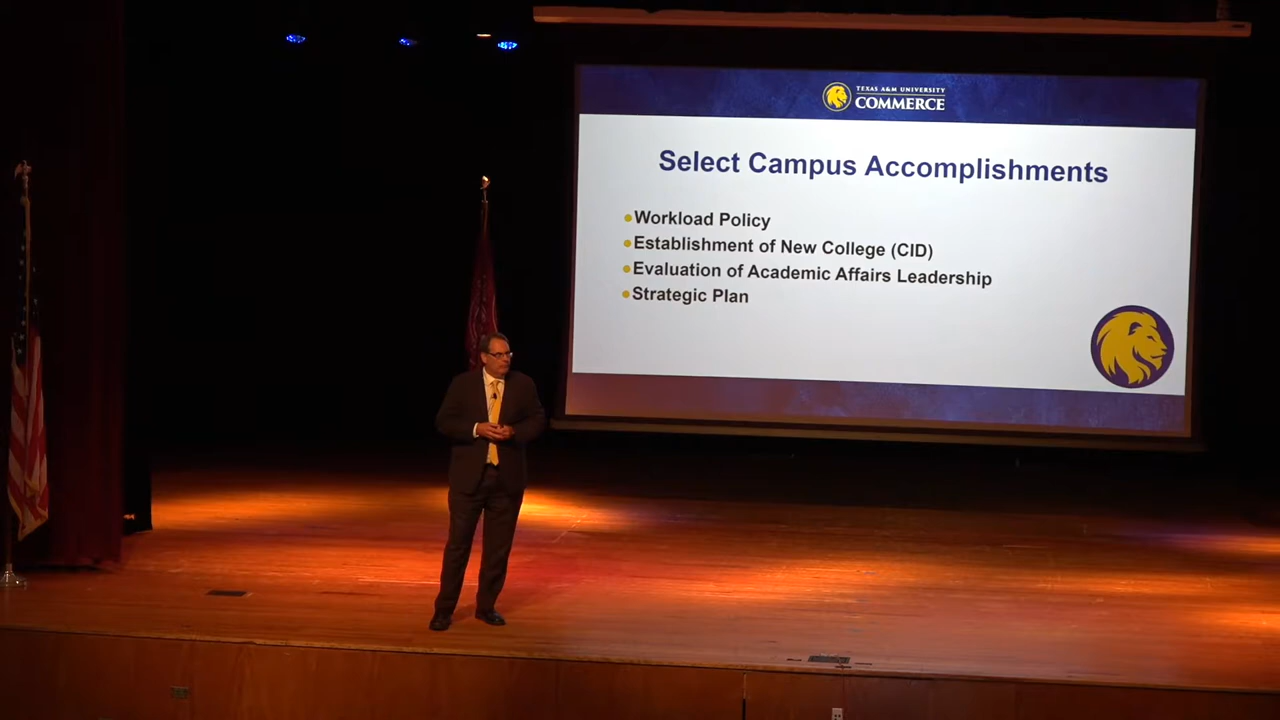 TEXAS A&M UNIVERSITY
COMMERCE
Select Campus Accomplishments
Workload Policy
Establishment of New College (CID)
Evaluation of Academic Affairs Leadership
Strategic Plan